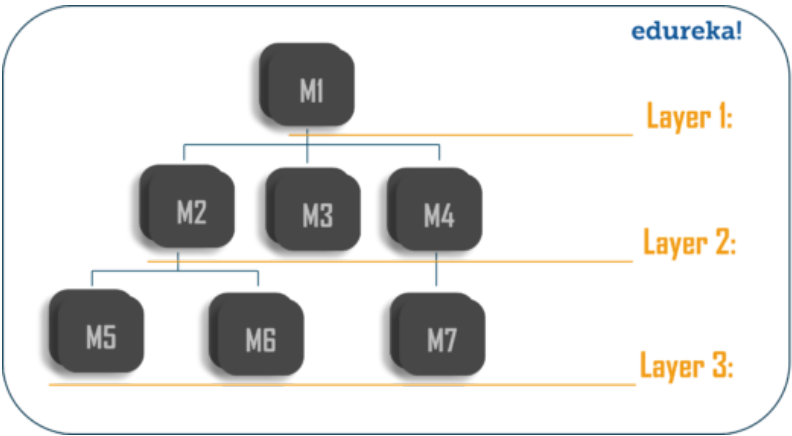 edureka!
M1
Layer 1:
M2 M3 M4
Layer 2:
M5 M6 M7
Layer 3: